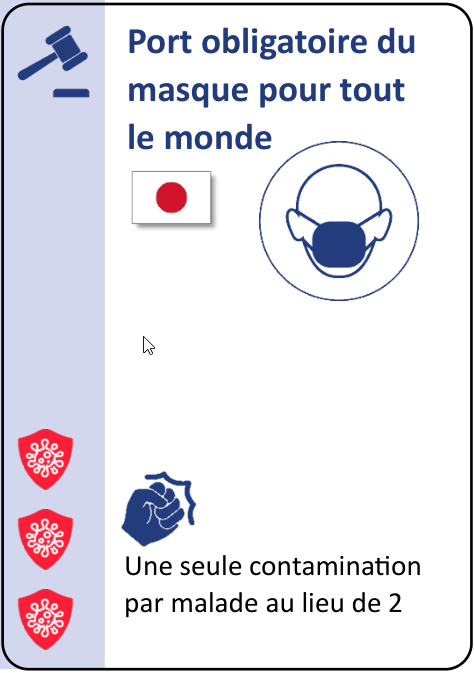 Port obligatoire du
masque pour tout
le monde
Une seule contamination
par malade au lieu de 2